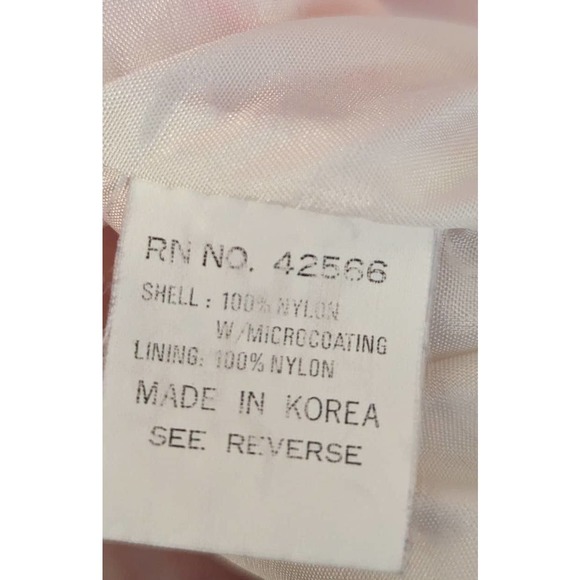 RN NO. 42566
SHELL : 100% NYLON
W/MICROCOATING
LINING: 100% NYLON
MADE IN KOREA
SEE REVERSE